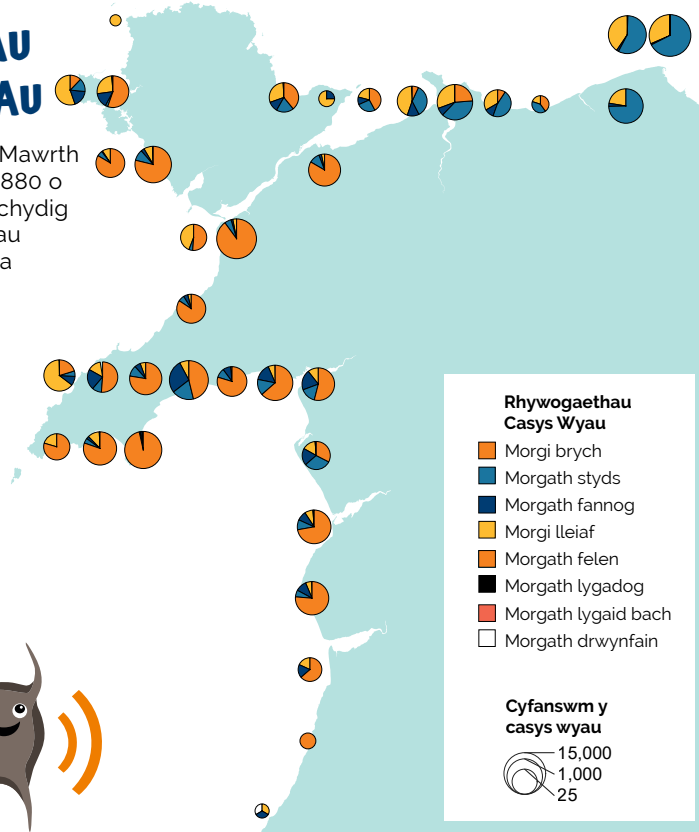 AU
AU
Mawrth
880 o
chydig
au
a
Rhywogaethau
Casys Wyau
Morgi brych
Morgath styds
Morgath fannog
Morgi lleiaf
Morgath felen
Morgath lygadog
Morgath lygaid bach
Morgath drwynfain
Cyfanswm y
casys wyau
15,000
1,000
25